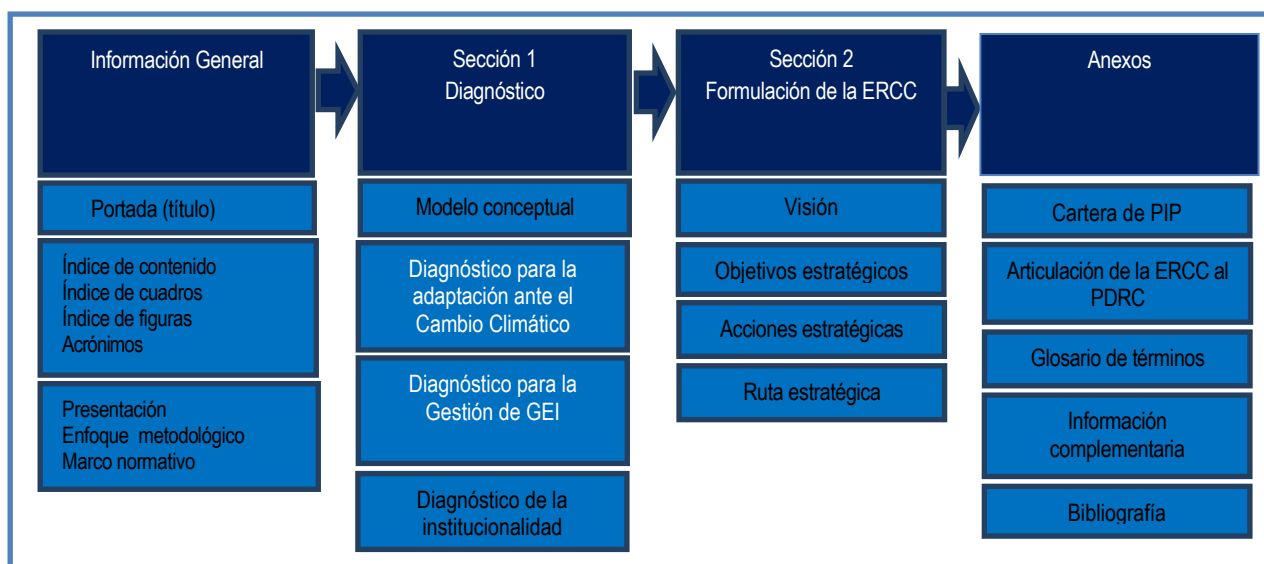 Información General
Portada (título)
Índice de contenido
Índice de cuadros
Índice de figuras
Acrónimos
Presentación
Enfoque metodológico
Marco normativo
Sección 1
Diagnóstico
Modelo conceptual
Diagnóstico para la
adaptación ante el
Cambio Climático
Diagnóstico para la
Gestión de GEI
Diagnóstico de la
institucionalidad
Sección 2
Formulación de la ERCC
Visión
Objetivos estratégicos
Acciones estratégicas
Ruta estratégica
Anexos
Cartera de PIP
Articulación de la ERCC al
PDRC
Glosario de términos
Información
complementaria
Bibliografía